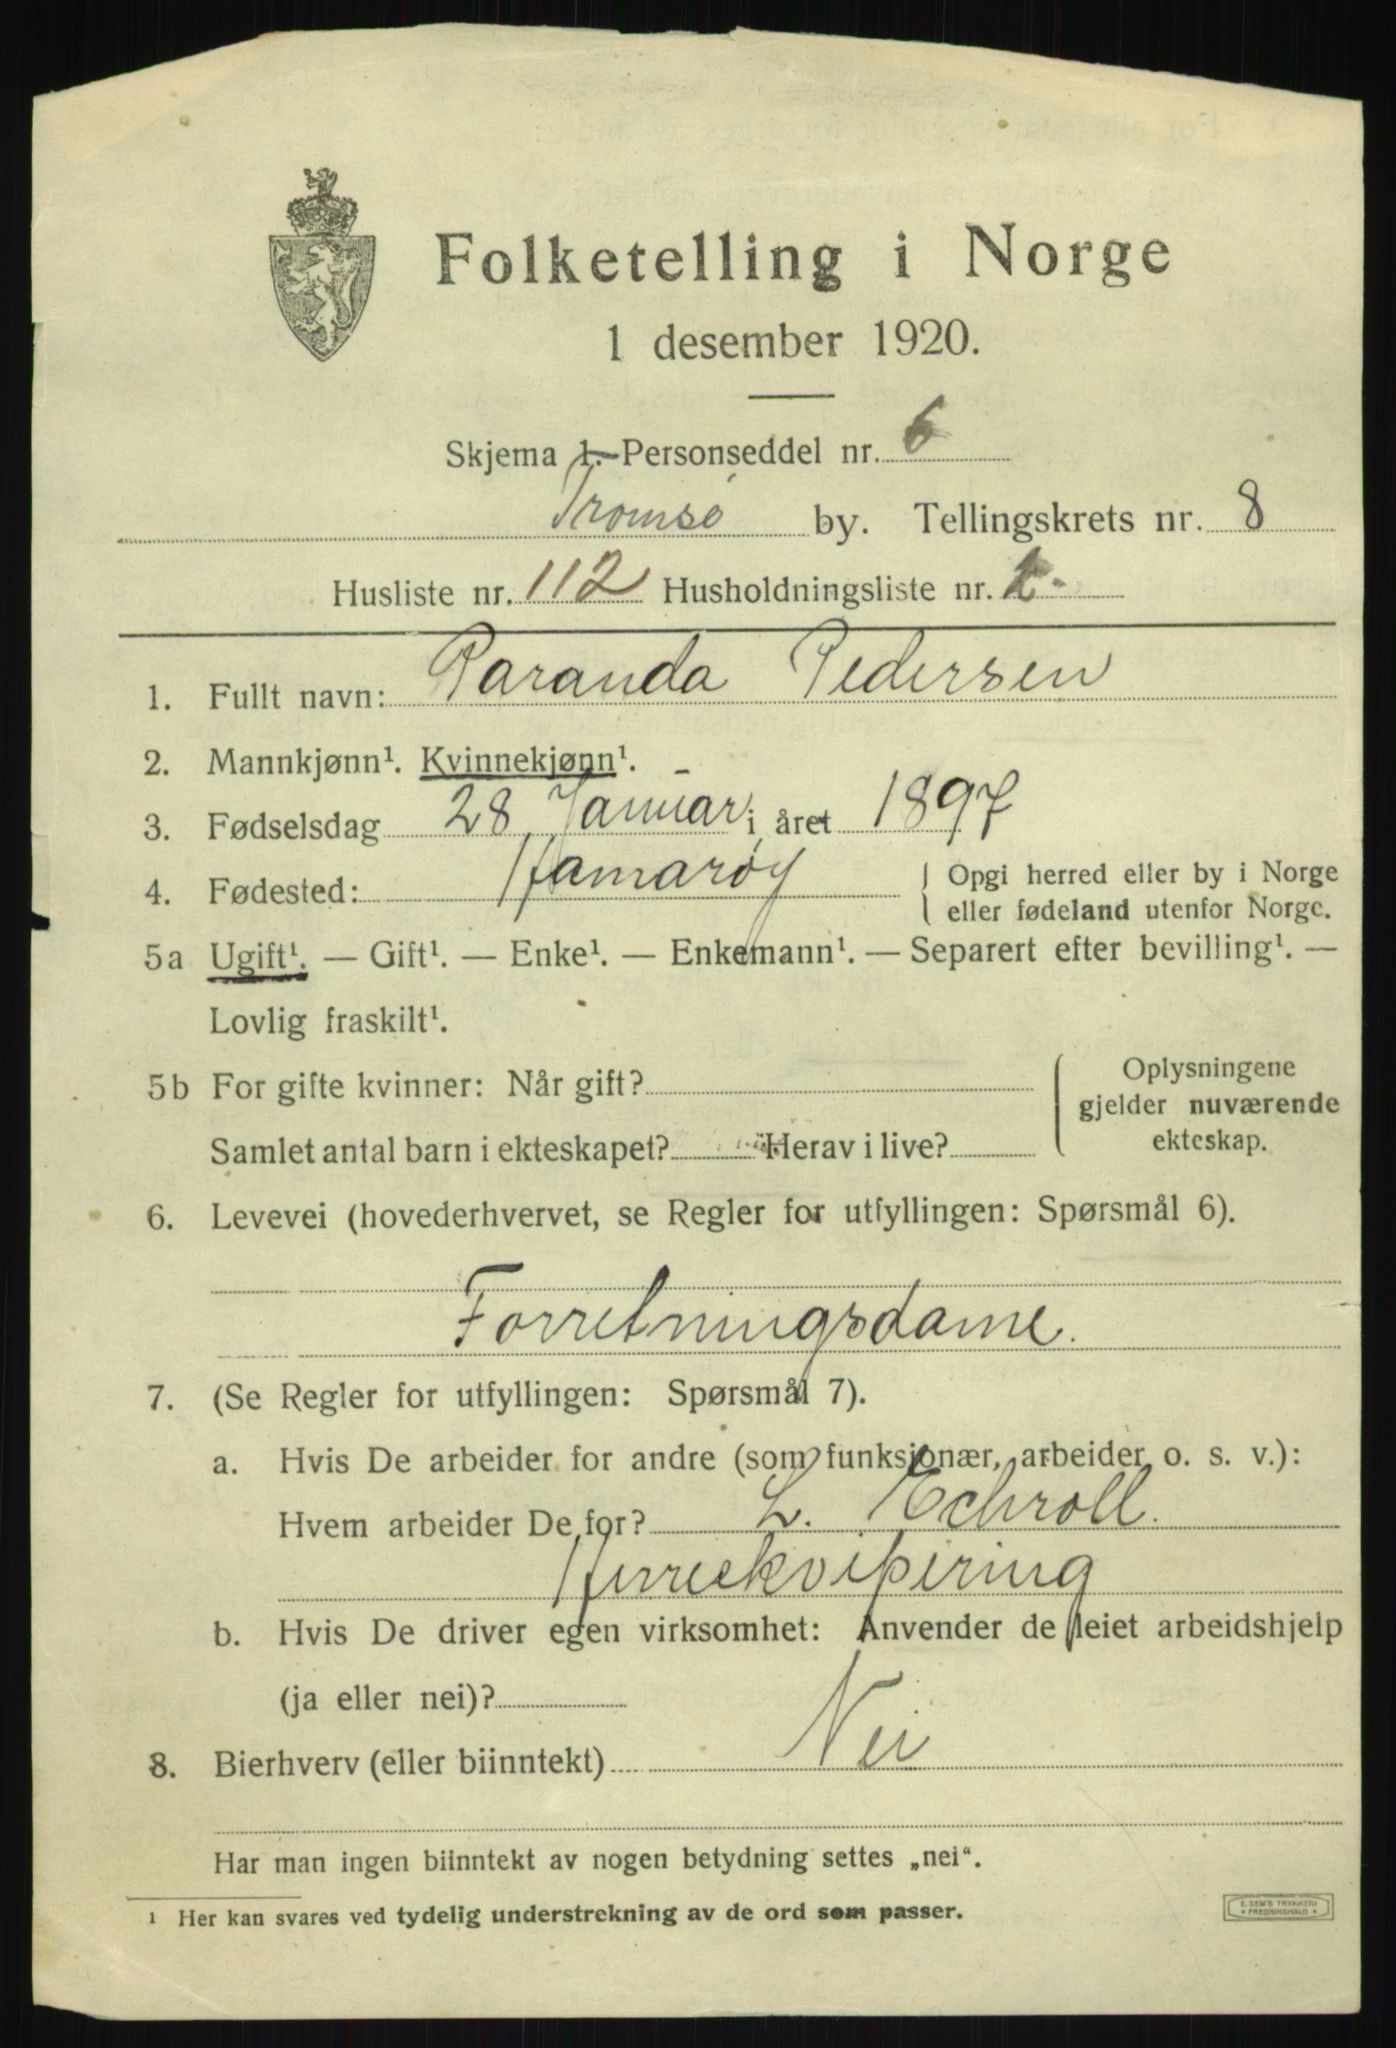 Folketelling i Norge
1 desember 1920.
Skjema 1. Personseddel nr. 6
Tromsø by. Tellingskrets nr. 8
Husliste nr. 112 Husholdningsliste nr.
1. Fullt navn: Paranda Pedersen
2. Mannkjønn¹. Kvinnekjønn¹.
3. Fødselsdag 28 Januar i året 1897
4. Fødested: Hamarøy
Opgi herred eller by i Norge
eller fødeland utenfor Norge.
5a Ugift¹. — Gift¹. — Enke¹. — Enkemann¹. — Separert efter bevilling¹. —
Lovlig fraskilt¹.
5b For gifte kvinner: Når gift?
Samlet antal barn i ekteskapet? Herav i live?
Oplysningene
gjelder nuværende
ekteskap.
6. Levevei (hovederhvervet, se Regler for utfyllingen: Spørsmål 6).
Forretningsdame.
7. (Se Regler for utfyllingen: Spørsmål 7).
a. Hvis De arbeider for andre (som funksjonær, arbeider o. s. v.):
Hvem arbeider De for? L. Echroll.
Herreekvipering
b. Hvis De driver egen virksomhet: Anvender de leiet arbeidshjelp
(ja eller nei)?
8. Bierhverv (eller biinntekt) Nei
Har man ingen biinntekt av nogen betydning settes „nei“.
¹ Her kan svares ved tydelig understrekning av de ord som passer.
E. SEM'S TRYKKERI
• FREDRIKSHALD •